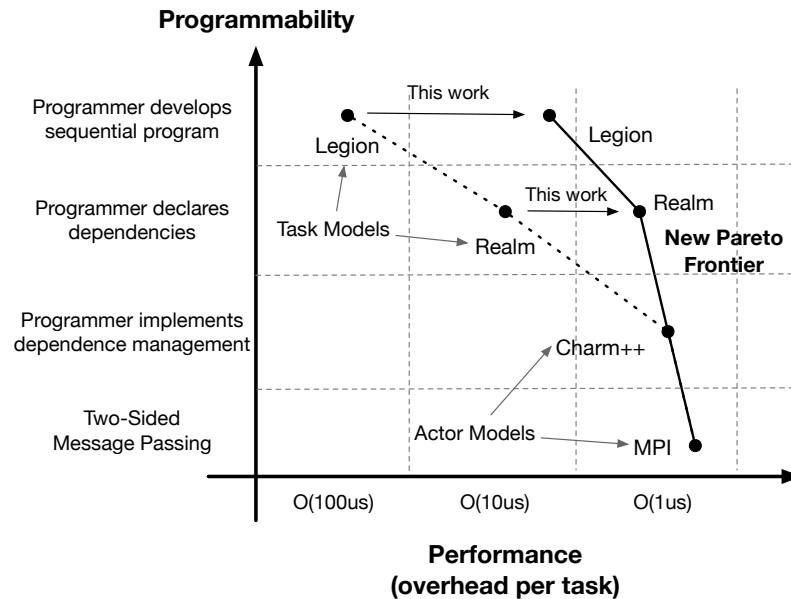 Programmability
Programmer develops
sequential program
This work
Legion
Legion
Programmer declares
dependencies
This work
Realm
Task Models
Realm
New Pareto
Frontier
Programmer implements
dependence management
Charm++
Two-Sided
Message Passing
Actor Models
MPI
O(100us)
O(10us)
O(1us)
Performance
(overhead per task)